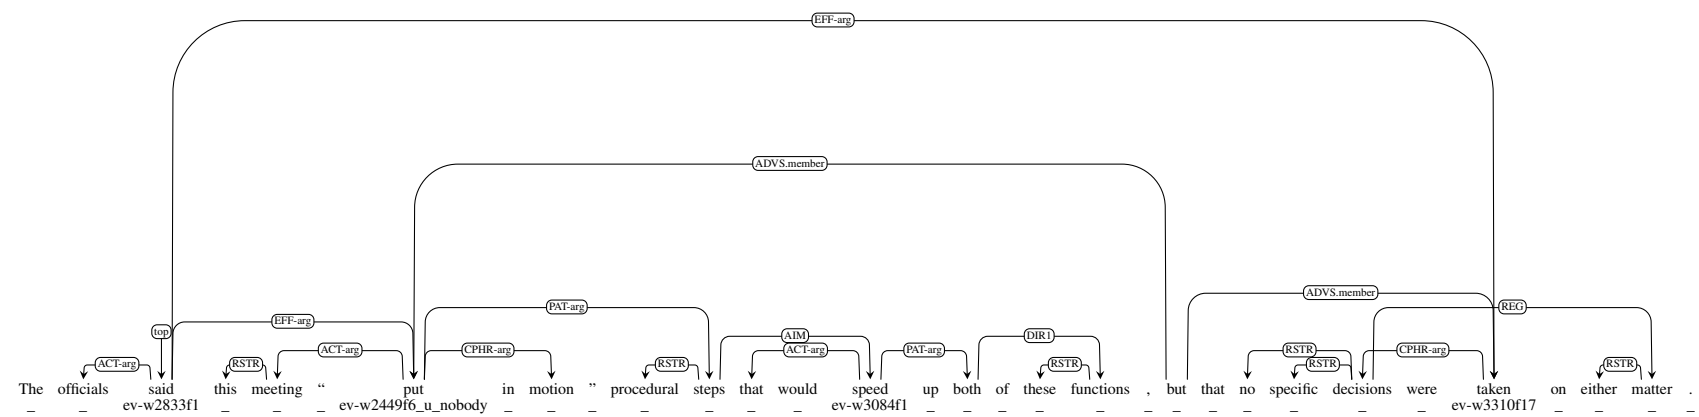 EFF-arg
ADVS.member
ADVS.member
PAT-arg REG
top EFF-arg
AIM DIR1
ACT-arg CPHR-arg ACT-arg PAT-arg RSTR CPHR-arg
ACT-arg RSTR RSTR RSTR RSTR RSTR
The officials said this meeting “ put in motion ” procedural steps that would speed up both of these functions , but that no specific decisions were taken on either matter .
_ _ ev-w2833f1 _ _ _ ev-w2449f6_u_nobody _ _ _ _ _ _ _ ev-w3084f1 _ _ _ _ _ _ _ _ _ _ _ _ ev-w3310f17 _ _ _ _